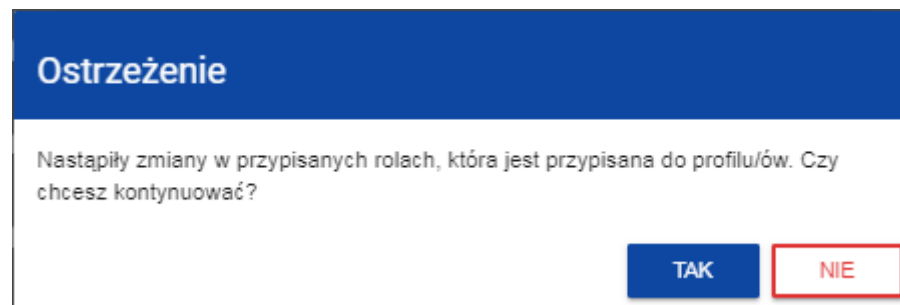 Ostrzeżenie
Nastąpiły zmiany w przypisanych rolach, która jest przypisana do profilu/ów. Czy
chcesz kontynuować?
TAK NIE